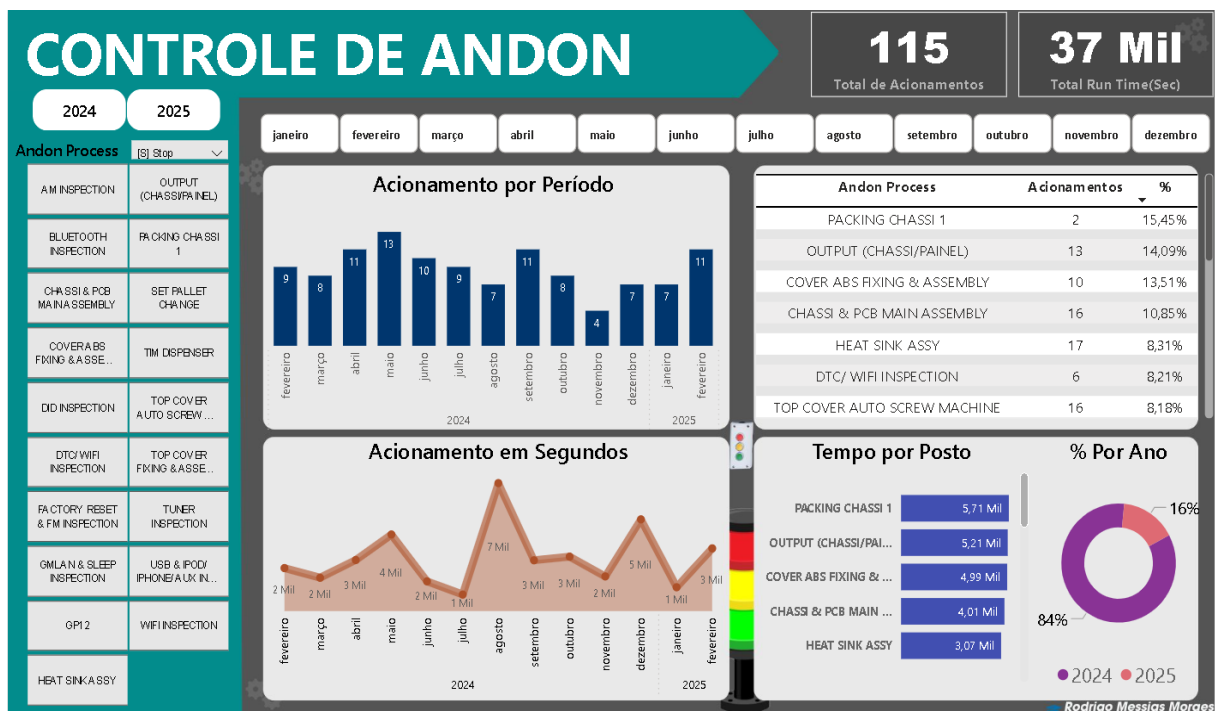 CONTROLE DE ANDON
115
Total de Acionamentos
37 Mil
Total Run Time(Sec)
2024
2025
Andon Process
[S] Stop
janeiro
fevereiro
março
abril
maio
junho
julho
agosto
setembro
outubro
novembro
dezembro
AM INSPECTION
OUTPUT
(CHASSI/PAINEL)
BLUETOOTH
INSPECTION
PACKING CHASSI
1
CHASSI & PCB
MAIN ASSEMBLY
SET PALLET
CHANGE
COVER ABS
FIXING & ASSE...
TIM DISPENSER
DID INSPECTION
TOP COVER
AUTO SCREW ...
DTC/ WIFI
INSPECTION
TOP COVER
FIXING & ASSE...
FACTORY RESET
& FM INSPECTION
TUNER
INSPECTION
GMLAN & SLEEP
INSPECTION
USB & IPOD/
IPHONE/AUX IN...
GP12
WIFI INSPECTION
HEAT SINK ASSY
Acionamento por Período
9
8
11
13
10
9
7
11
8
4
7
7
11
fevereiro
março
abril
maio
junho
julho
agosto
setembro
outubro
novembro
dezembro
janeiro
fevereiro
2024
2025
Andon Process Acionamentos %
PACKING CHASSI 1 2 15,45%
OUTPUT (CHASSI/PAINEL) 13 14,09%
COVER ABS FIXING & ASSEMBLY 10 13,51%
CHASSI & PCB MAIN ASSEMBLY 16 10,85%
HEAT SINK ASSY 17 8,31%
DTC/ WIFI INSPECTION 6 8,21%
TOP COVER AUTO SCREW MACHINE 16 8,18%
Acionamento em Segundos
2 Mil
2 Mil
3 Mil
4 Mil
2 Mil
1 Mil
7 Mil
3 Mil
3 Mil
2 Mil
5 Mil
1 Mil
3 Mil
fevereiro
março
abril
maio
junho
julho
agosto
setembro
outubro
novembro
dezembro
janeiro
fevereiro
2024
2025
Tempo por Posto
PACKING CHASSI 1 5,71 Mil
OUTPUT (CHASSI/PAI... 5,21 Mil
COVER ABS FIXING & ... 4,99 Mil
CHASSI & PCB MAIN ... 4,01 Mil
HEAT SINK ASSY 3,07 Mil
% Por Ano
16%
84%
2024 2025
Rodrigo Messias Moraes